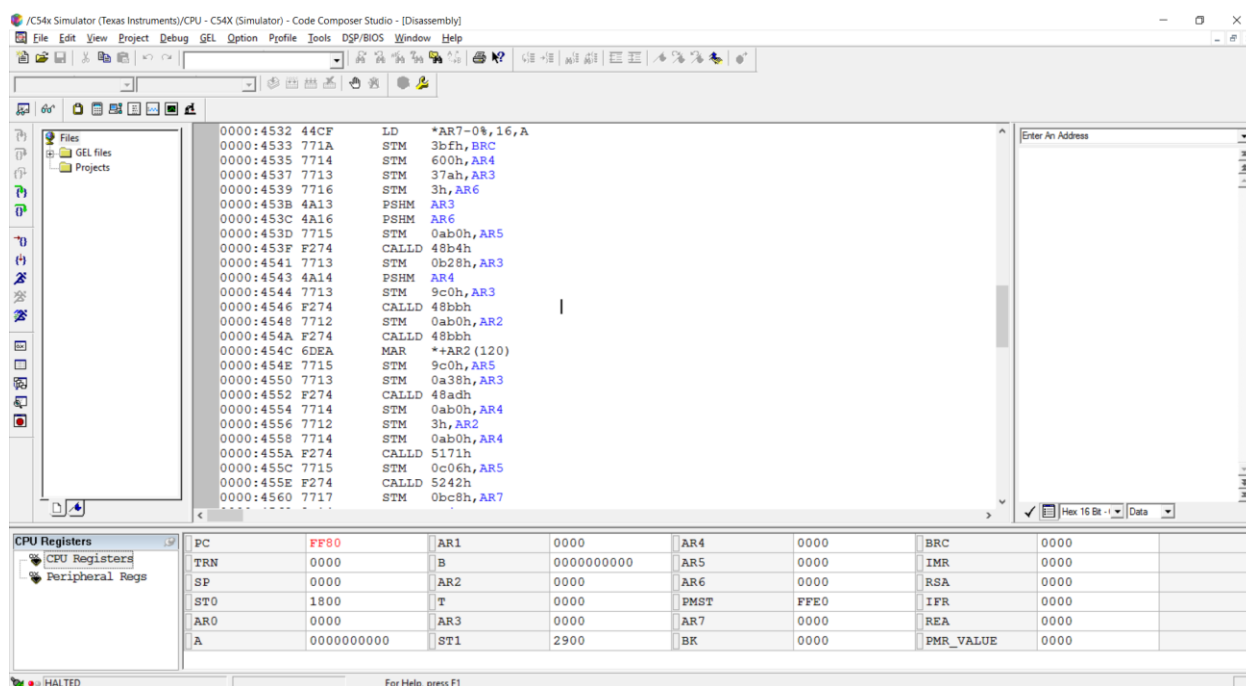 /C54x Simulator (Texas Instruments)/CPU - C54X (Simulator) - Code Composer Studio - [Disassembly]
File Edit View Project Debug GEL Option Profile Tools DSP/BIOS Window Help
Files
GEL files
Projects
0000:4532 44CF LD *AR7-0%,16,A
0000:4533 771A STM 3bfh,BRC
0000:4535 7714 STM 600h,AR4
0000:4537 7713 STM 37ah,AR3
0000:4539 7716 STM 3h,AR6
0000:453B 4A13 PSHM AR3
0000:453C 4A16 PSHM AR6
0000:453D 7715 STM 0ab0h,AR5
0000:453F F274 CALLD 48b4h
0000:4541 7713 STM 0b28h,AR3
0000:4543 4A14 PSHM AR4
0000:4544 7713 STM 9c0h,AR3
0000:4546 F274 CALLD 48bbh
0000:4548 7712 STM 0ab0h,AR2
0000:454A F274 CALLD 48bbh
0000:454C 6DEA MAR *+AR2(120)
0000:454E 7715 STM 9c0h,AR5
0000:4550 7713 STM 0a38h,AR3
0000:4552 F274 CALLD 48adh
0000:4554 7714 STM 0ab0h,AR4
0000:4556 7712 STM 3h,AR2
0000:4558 7714 STM 0ab0h,AR4
0000:455A F274 CALLD 5171h
0000:455C 7715 STM 0c06h,AR5
0000:455E F274 CALLD 5242h
0000:4560 7717 STM 0bc8h,AR7
Enter An Address
Hex 16 Bit - Data
CPU Registers
CPU Registers
Peripheral Regs
PC FF80 AR1 0000 AR4 0000 BRC 0000
TRN 0000 B 0000000000 AR5 0000 IMR 0000
SP 0000 AR2 0000 AR6 0000 RSA 0000
ST0 1800 T 0000 PMST FFE0 IFR 0000
AR0 0000 AR3 0000 AR7 0000 REA 0000
A 0000000000 ST1 2900 BK 0000 PMR_VALUE 0000
HALTED For Help, press F1